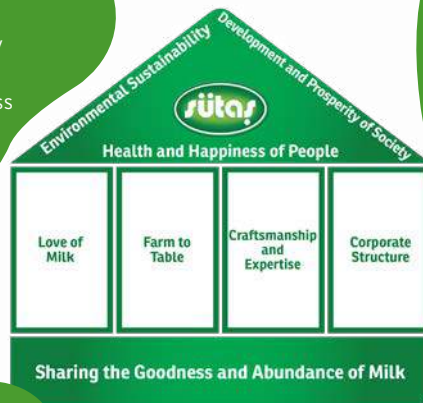 Environmental Sustainability
Development and Prosperity of Society
sütaş
Health and Happiness of People
Love of
Milk
Farm to
Table
Craftsmanship
and
Expertise
Corporate
Structure
Sharing the Goodness and Abundance of Milk